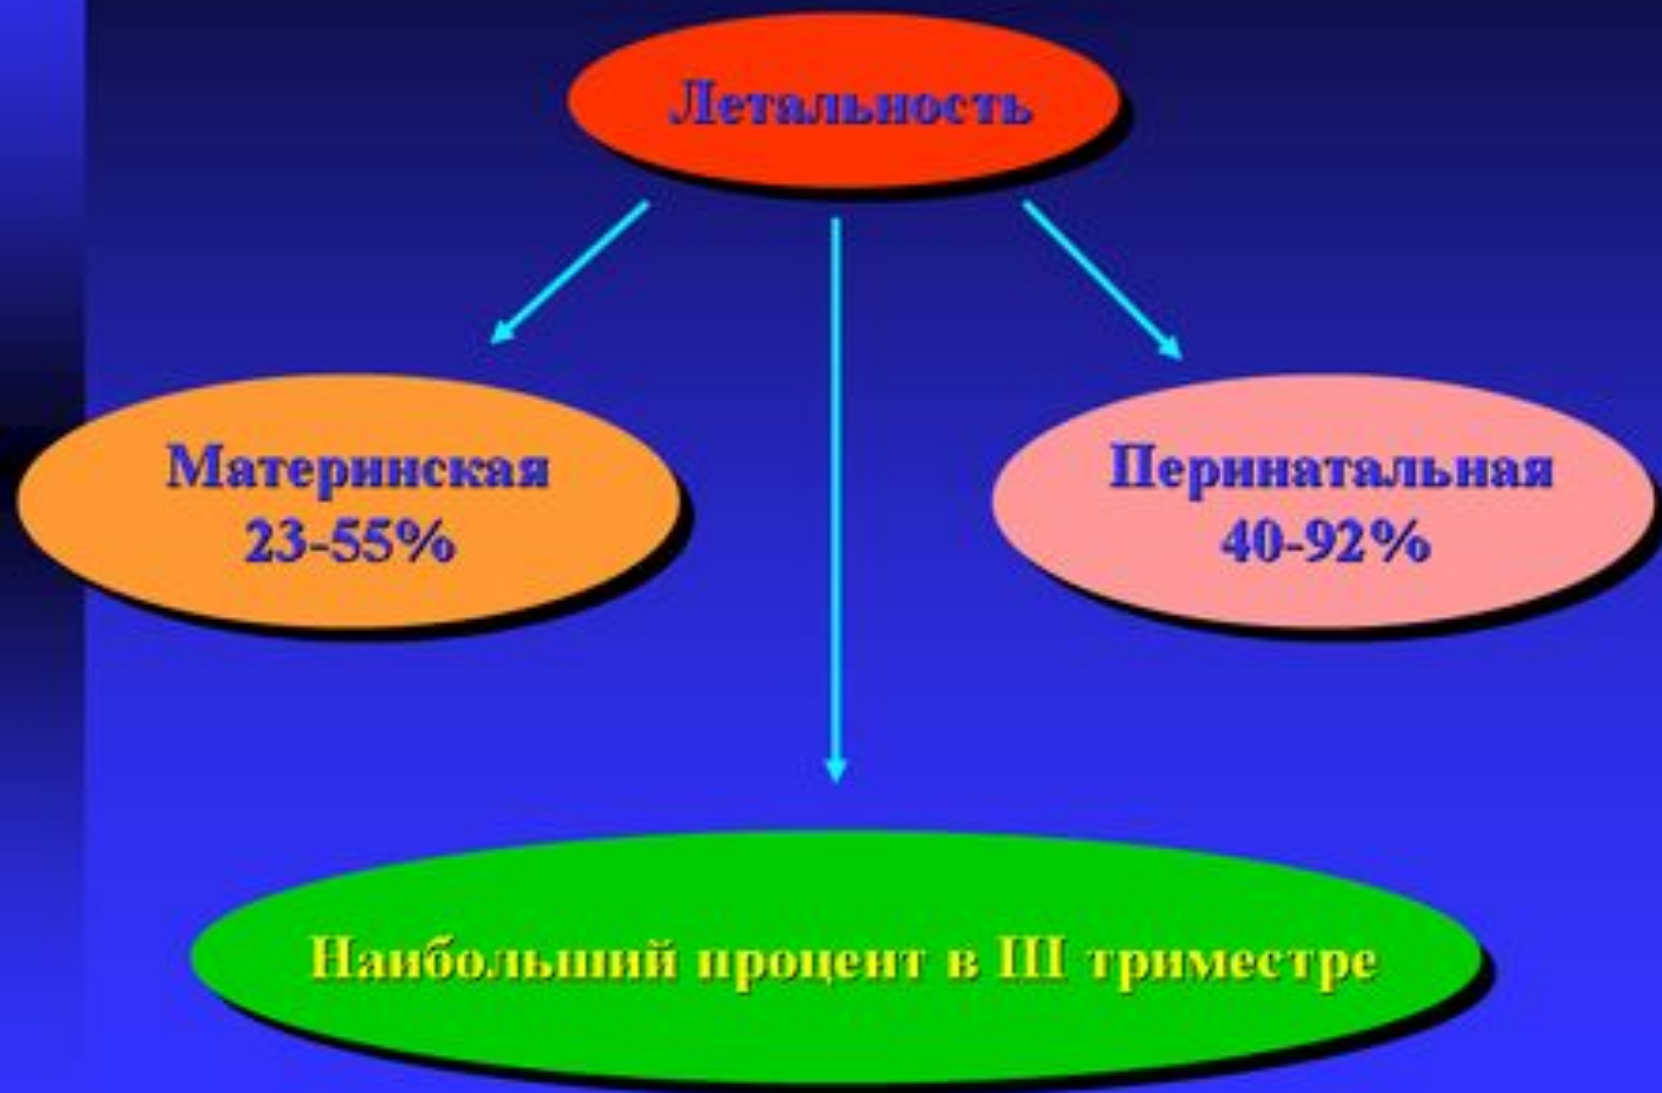 Летальность
Материнская
23-55%
Перинатальная
40-92%
Наибольший процент в III триместре